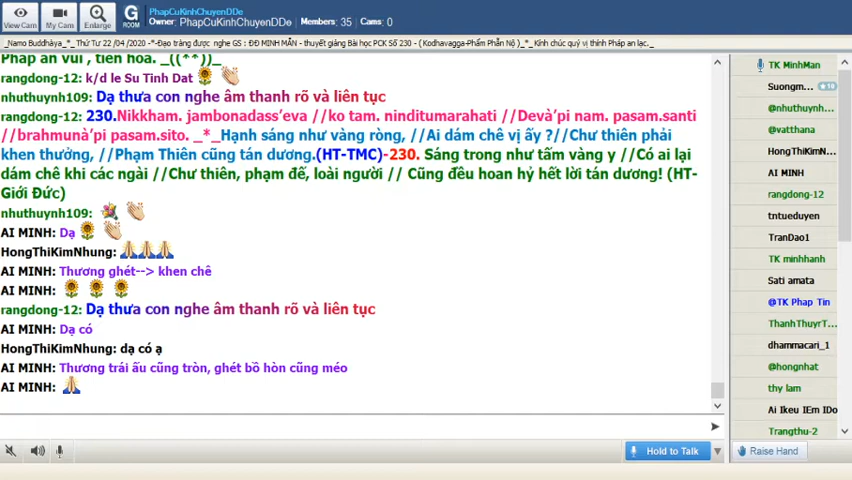 PhapCuKinhChuyenDDe
Owner: PhapCuKinhChuyenDDe Members: 35 Cams: 0
View Cam
My Cam
Enlarge
G
ROOM
_Namo Buddhàya_*_ Thứ Tư 22 /04 /2020 -*-Đạo tràng được nghe GS : ĐĐ MINH MẪN - thuyết giảng Bài học PCK Số 230 - ( Kodhavagga-Phẩm Phẫn Nộ )_*_ Kính chúc quý vị thính Pháp an lạc._
Pháp an vui , tiến hóa. _((**))_
rangdong-12: k/d le Su Tinh Dat
nhuthuynh109: Dạ thưa con nghe âm thanh rõ và liên tục
rangdong-12: 230.Nikkham. jambonadass'eva //ko tam. ninditumarahati //Devà'pi nam. pasam.santi
//brahmunà'pi pasam.sito. _*_Hạnh sáng như vàng ròng, //Ai dám chê vị ấy ?//Chư thiên phải
khen thưởng, //Phạm Thiên cũng tán dương.(HT-TMC)-230. Sáng trong như tấm vàng y //Có ai lại
dám chê khi các ngài //Chư thiên, phạm đế, loài người // Cũng đều hoan hỷ hết lời tán dương! (HT-
Giới Đức)
nhuthuynh109:
AI MINH: Dạ
HongThiKimNhung:
AI MINH: Thương ghét--> khen chê
AI MINH:
rangdong-12: Dạ thưa con nghe âm thanh rõ và liên tục
AI MINH: Dạ có
HongThiKimNhung: dạ có ạ
AI MINH: Thương trái ấu cũng tròn, ghét bồ hòn cũng méo
AI MINH:
Hold to Talk
TK MinhMan
Suongm... 10
@nhuthuynh...
@vatthana
HongThiKimN...
AI MINH
rangdong-12
tntueduyen
TranDao1
TK minhhanh
Sati amata
@TK Phap Tin
ThanhThuyrT...
dhammacari_1
@hongnhat
thy lam
Ai Ikeu IEm IDo
Trangthu-2
Raise Hand